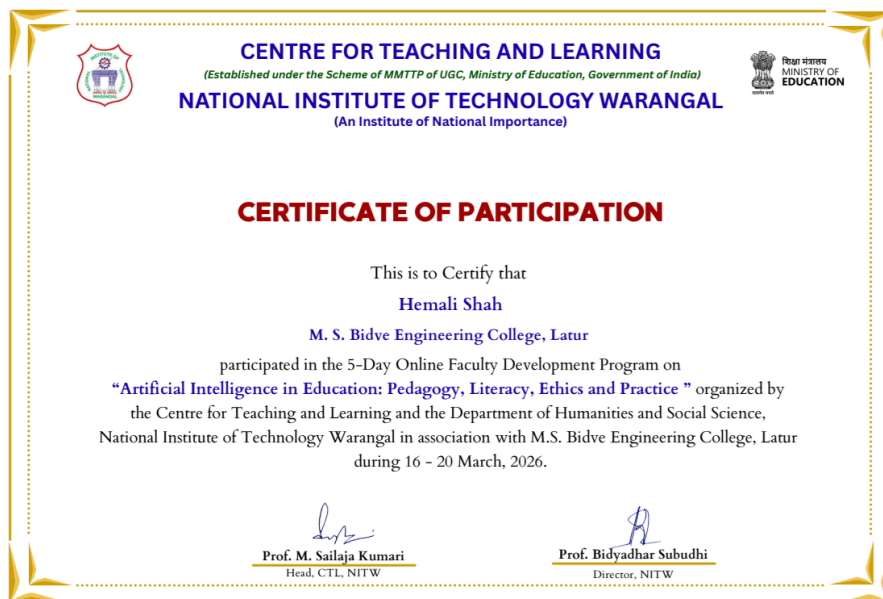 CENTRE FOR TEACHING AND LEARNING
(Established under the Scheme of MMTTP of UGC, Ministry of Education, Government of India)
NATIONAL INSTITUTE OF TECHNOLOGY WARANGAL
(An Institute of National Importance)
शिक्षा मंत्रालय
MINISTRY OF
EDUCATION
सत्यमेव जयते
CERTIFICATE OF PARTICIPATION
This is to Certify that
Hemali Shah
M. S. Bidve Engineering College, Latur
participated in the 5-Day Online Faculty Development Program on
“Artificial Intelligence in Education: Pedagogy, Literacy, Ethics and Practice ” organized by
the Centre for Teaching and Learning and the Department of Humanities and Social Science,
National Institute of Technology Warangal in association with M.S. Bidve Engineering College, Latur
during 16 - 20 March, 2026.
Prof. M. Sailaja Kumari
Head, CTL, NITW
Prof. Bidyadhar Subudhi
Director, NITW